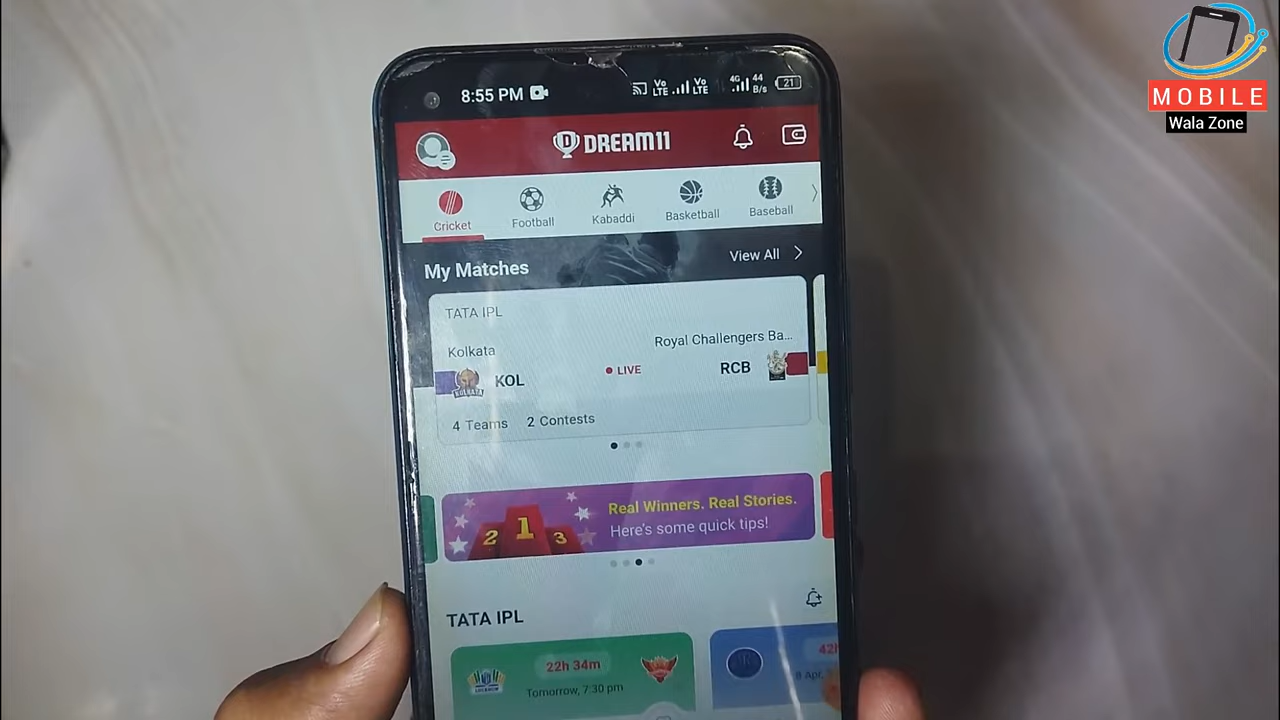 MOBILE
Wala Zone
8:55 PM
Vo LTE
Vo LTE
4G
44 B/s
21
D DREAM11
Cricket
Football
Kabaddi
Basketball
Baseball
My Matches
View All
TATA IPL
Kolkata
Royal Challengers Ba...
KOL
LIVE
RCB
KOLKATA
4 Teams 2 Contests
2 1 3
Real Winners. Real Stories.
Here's some quick tips!
TATA IPL
22h 34m
42h
LUCKNOW
Tomorrow, 7:30 pm
8 Apr,